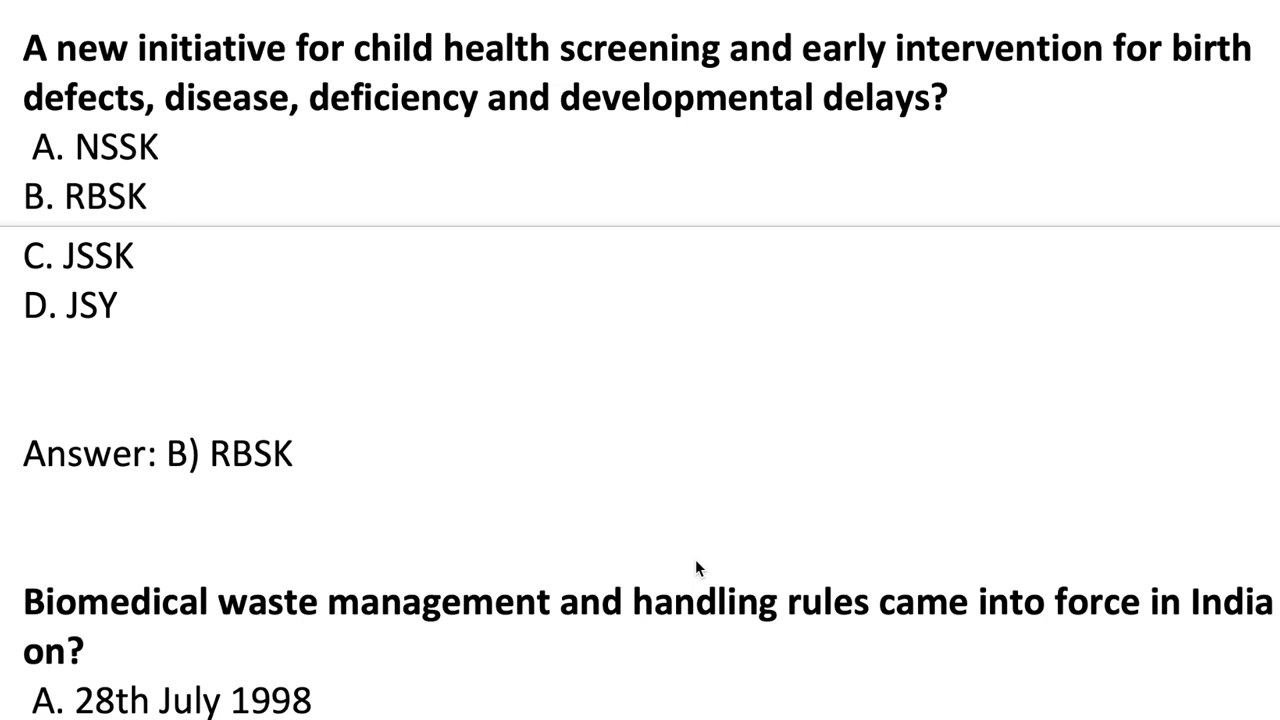 A new initiative for child health screening and early intervention for birth
defects, disease, deficiency and developmental delays?
A. NSSK
B. RBSK
C. JSSK
D. JSY
Answer: B) RBSK
Biomedical waste management and handling rules came into force in India
on?
A. 28th July 1998